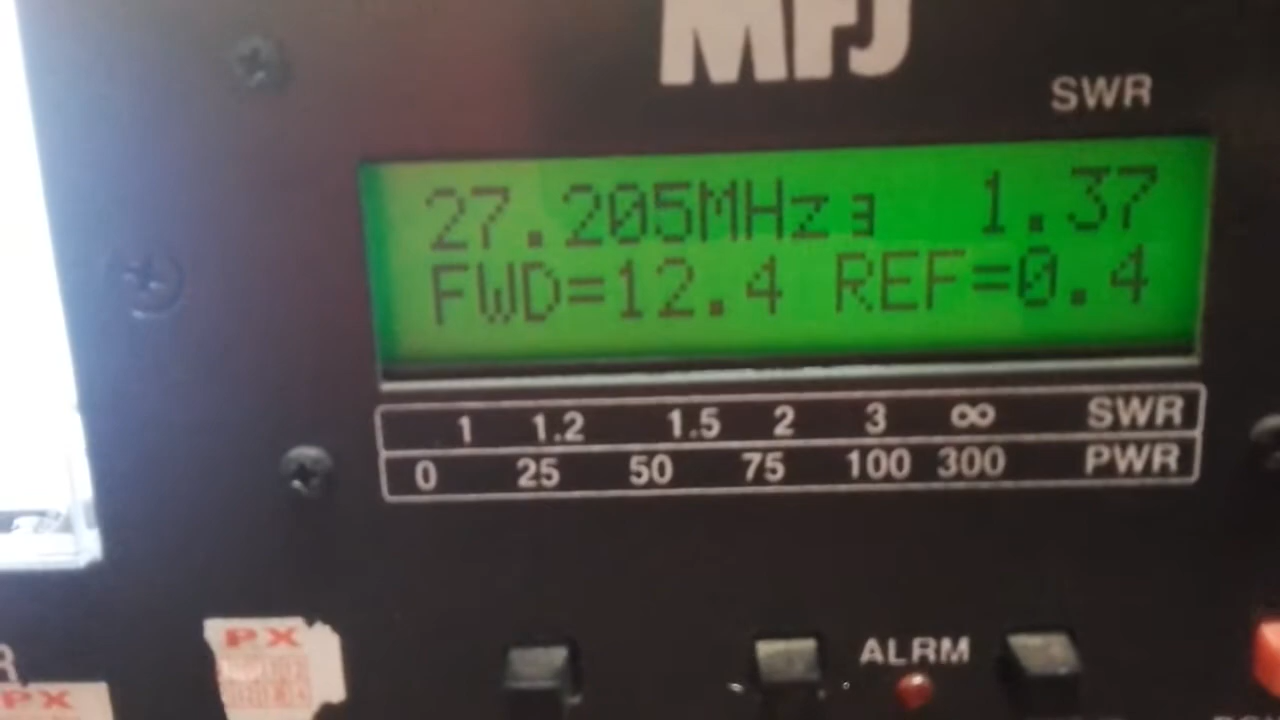 MFJ
SWR
27.205MHz 1.37
FWD=12.4 REF=0.4
1 1.2 1.5 2 3 ∞ SWR
0 25 50 75 100 300 PWR
ALRM
PX
PX